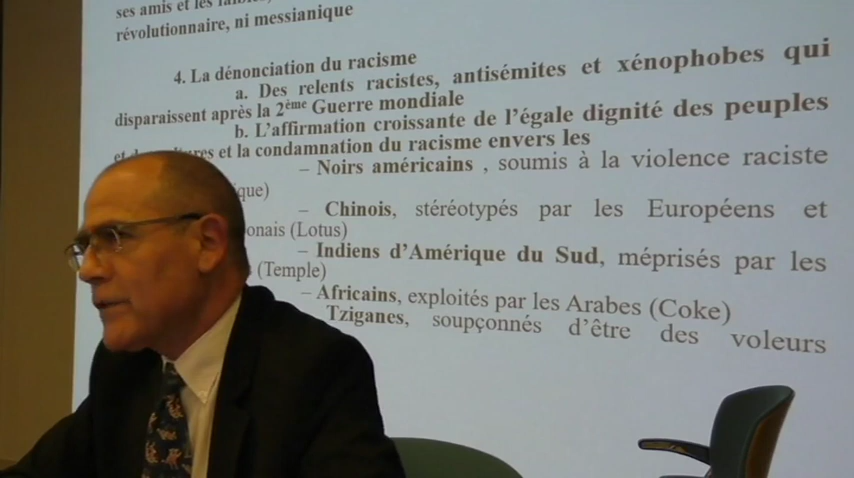 ses amis et les faibles,
révolutionnaire, ni messianique
4. La dénonciation du racisme
a. Des relents racistes, antisémites et xénophobes qui
disparaissent après la 2ème Guerre mondiale
b. L'affirmation croissante de l'égale dignité des peuples
et et la condamnation du racisme envers les
– Noirs américains , soumis à la violence raciste
que)
– Chinois, stéréotypés par les Européens et
onais (Lotus)
– Indiens d'Amérique du Sud, méprisés par les
(Temple)
– Africains, exploités par les Arabes (Coke)
Tziganes, soupçonnés d'être des voleurs